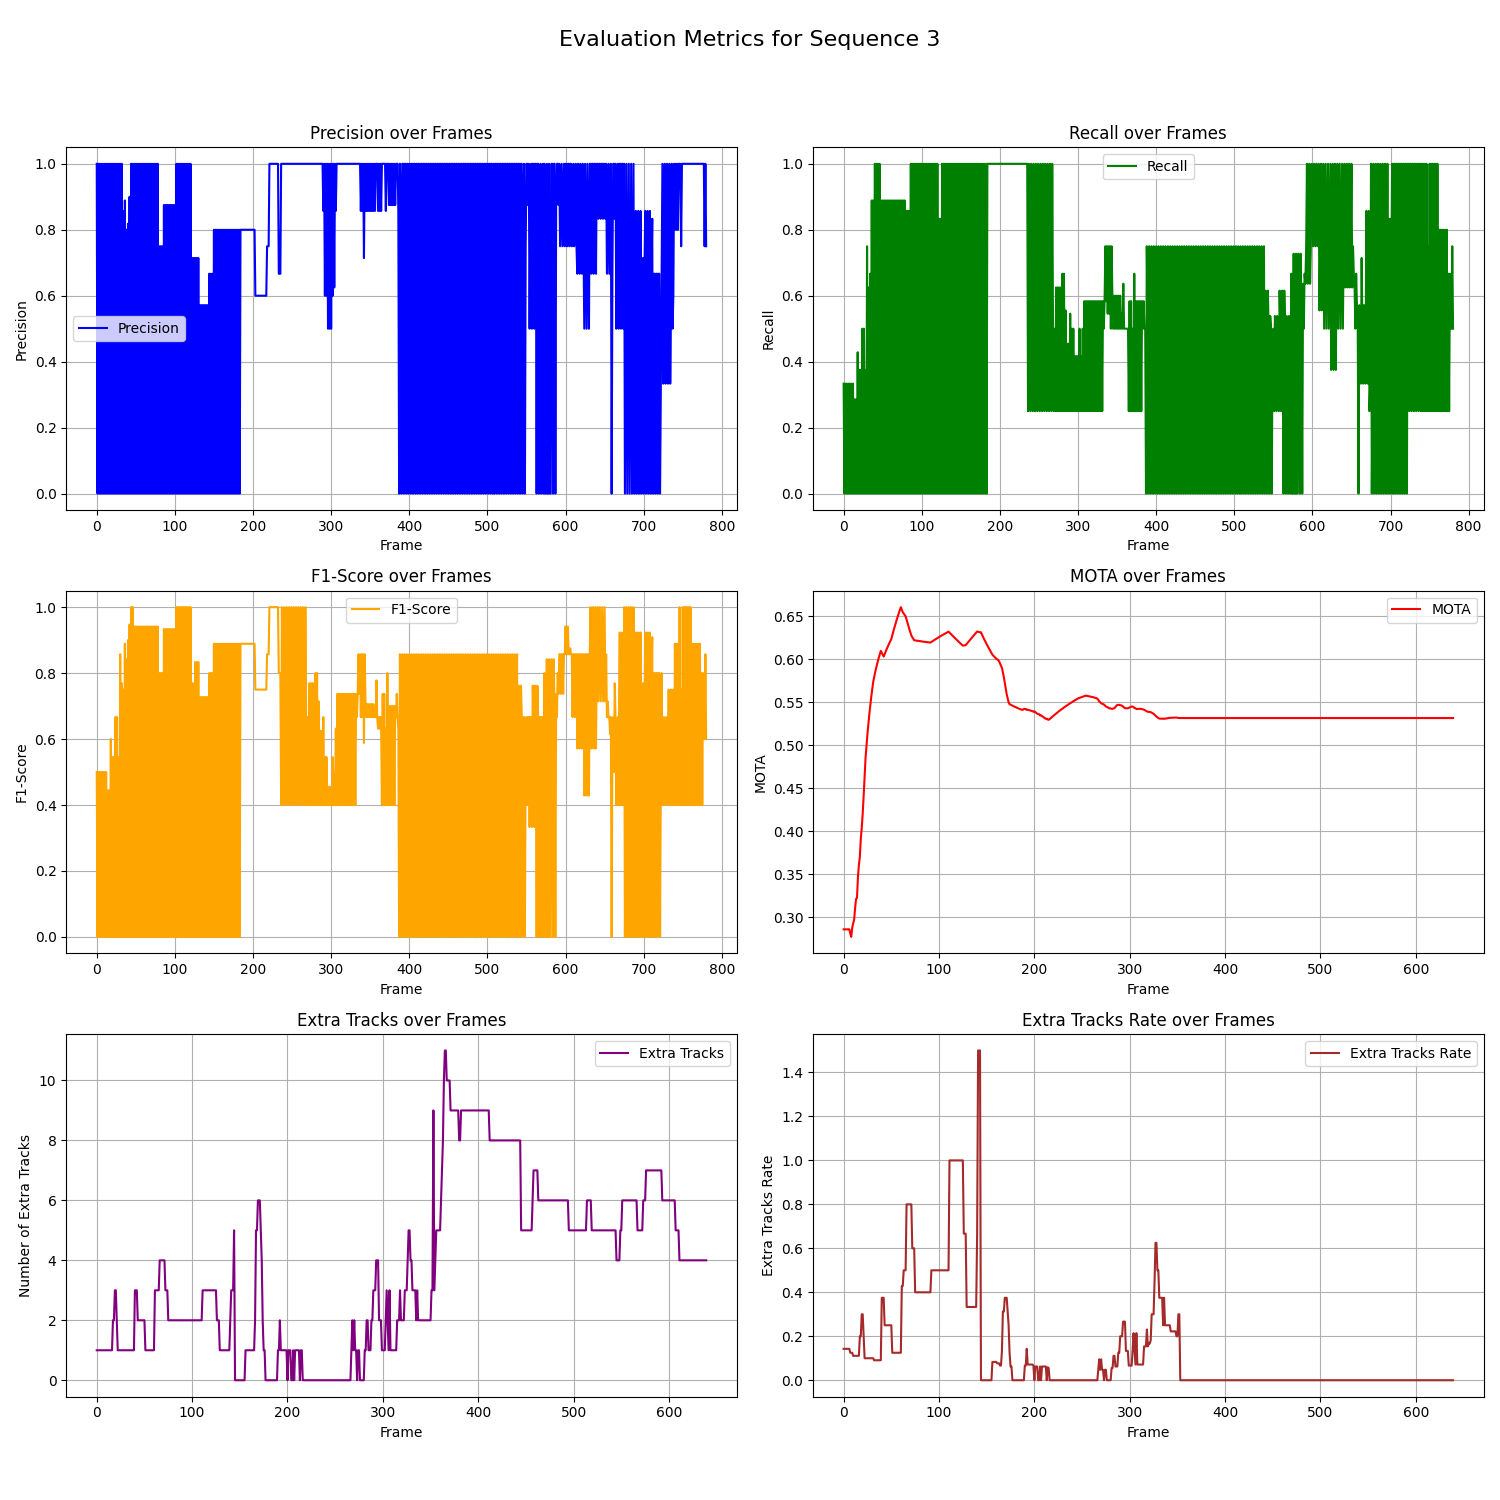 Evaluation Metrics for Sequence 3
Precision over Frames
Precision
1.0
0.8
0.6
0.4
0.2
0.0
Precision
0 100 200 300 400 500 600 700 800
Frame
Recall over Frames
Recall
1.0
0.8
0.6
0.4
0.2
0.0
Recall
0 100 200 300 400 500 600 700 800
Frame
F1-Score over Frames
F1-Score
1.0
0.8
0.6
0.4
0.2
0.0
F1-Score
0 100 200 300 400 500 600 700 800
Frame
MOTA over Frames
MOTA
0.65
0.60
0.55
0.50
0.45
0.40
0.35
0.30
MOTA
0 100 200 300 400 500 600
Frame
Extra Tracks over Frames
Number of Extra Tracks
10
8
6
4
2
0
Extra Tracks
0 100 200 300 400 500 600
Frame
Extra Tracks Rate over Frames
Extra Tracks Rate
1.4
1.2
1.0
0.8
0.6
0.4
0.2
0.0
Extra Tracks Rate
0 100 200 300 400 500 600
Frame